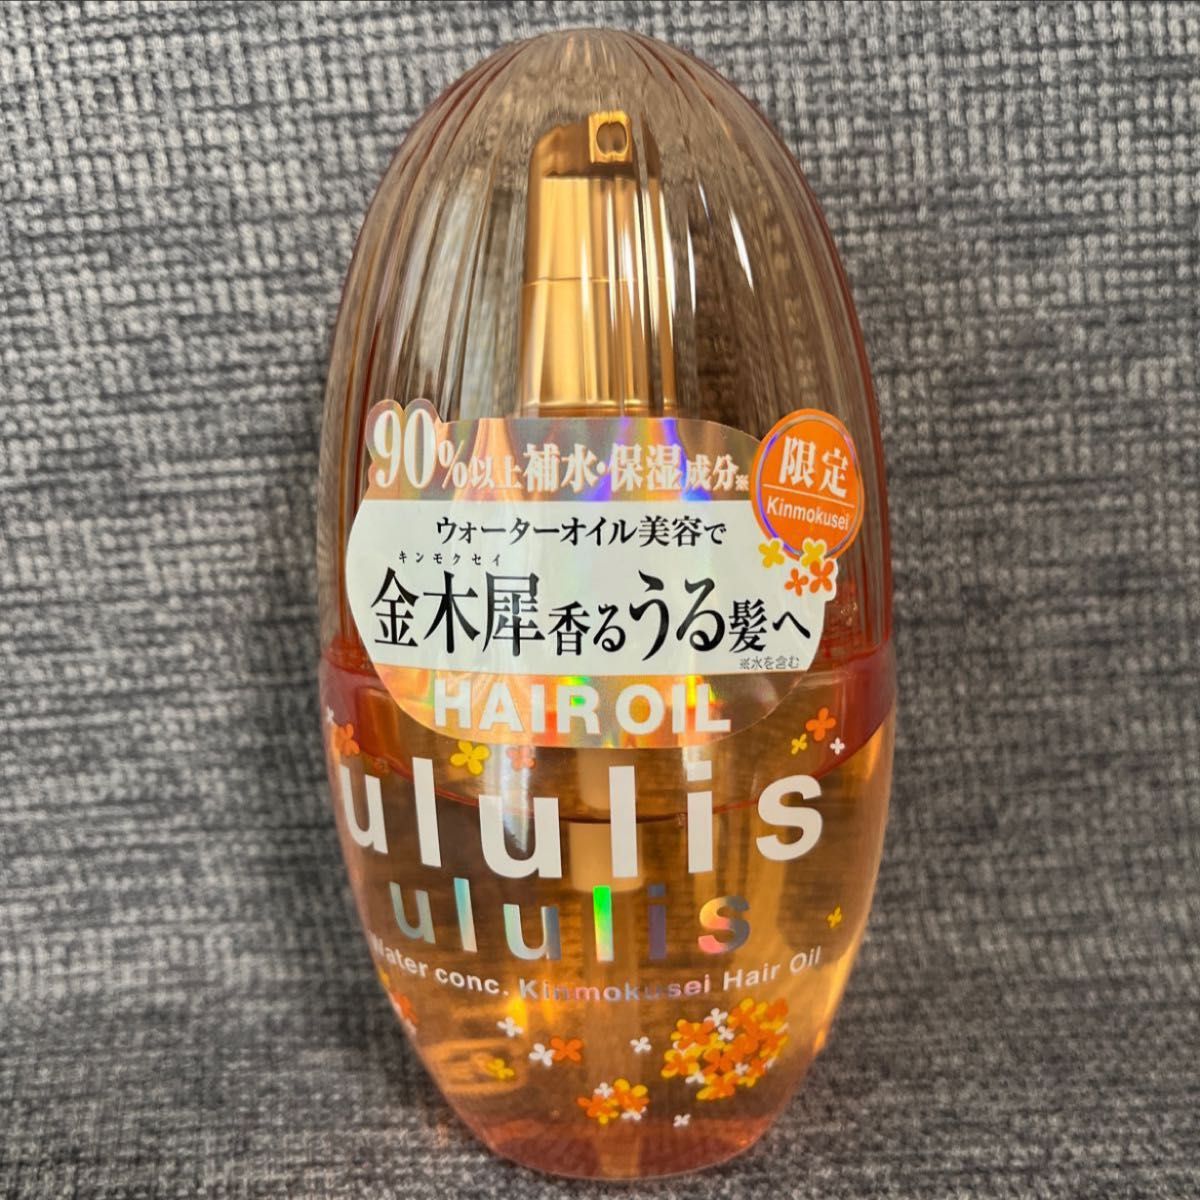 90%以上補水・保湿成分※
限定
Kinmokusei
ウォーターオイル美容で
キンモクセイ
金木犀香るうる髪へ
※水を含む
HAIR OIL
ululis
ululis
Water conc. Kinmokusei Hair Oil